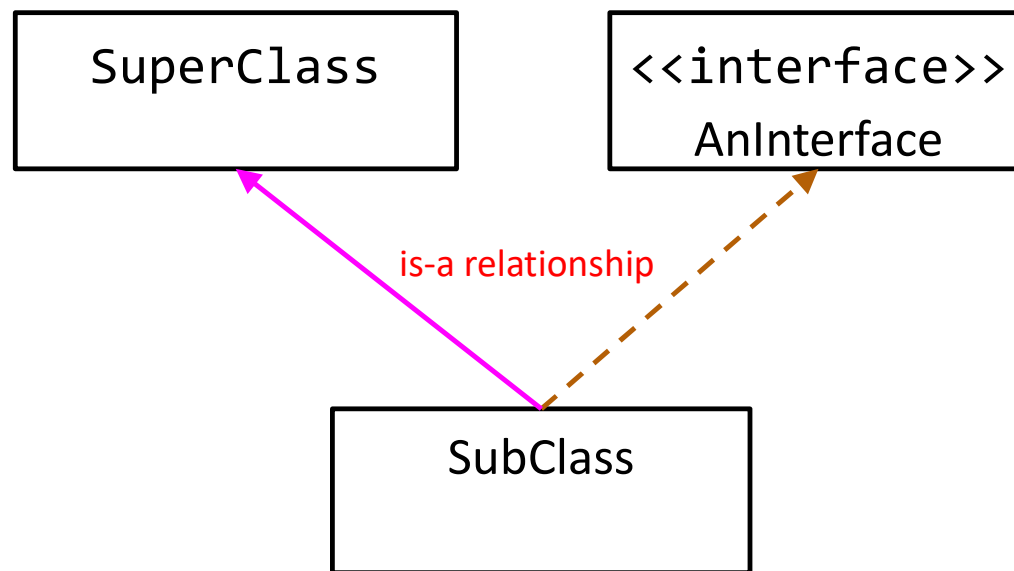 SuperClass
<<interface>>
AnInterface
is-a relationship
SubClass